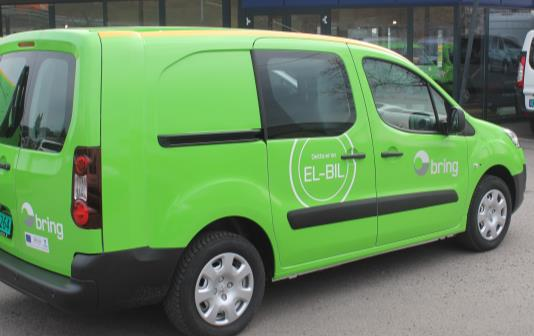 bring
Dette er en
EL-BIL
bring